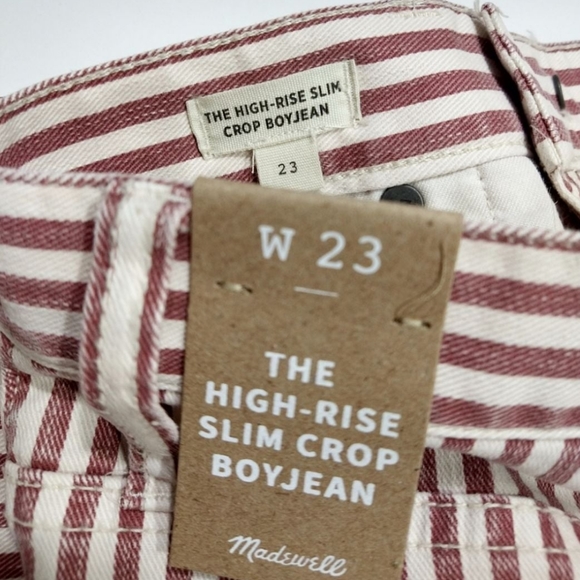 THE HIGH-RISE SLIM
CROP BOYJEAN
23
W 23
THE
HIGH-RISE
SLIM CROP
BOYJEAN
Madewell